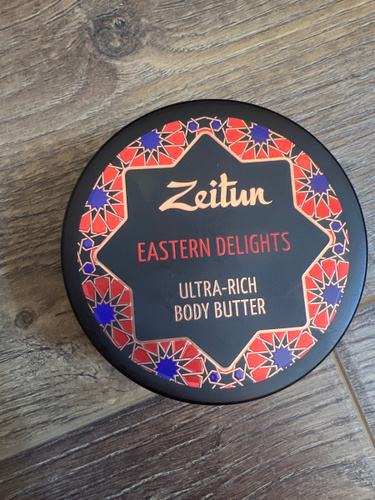 Zeitun
EASTERN DELIGHTS
ULTRA-RICH
BODY BUTTER